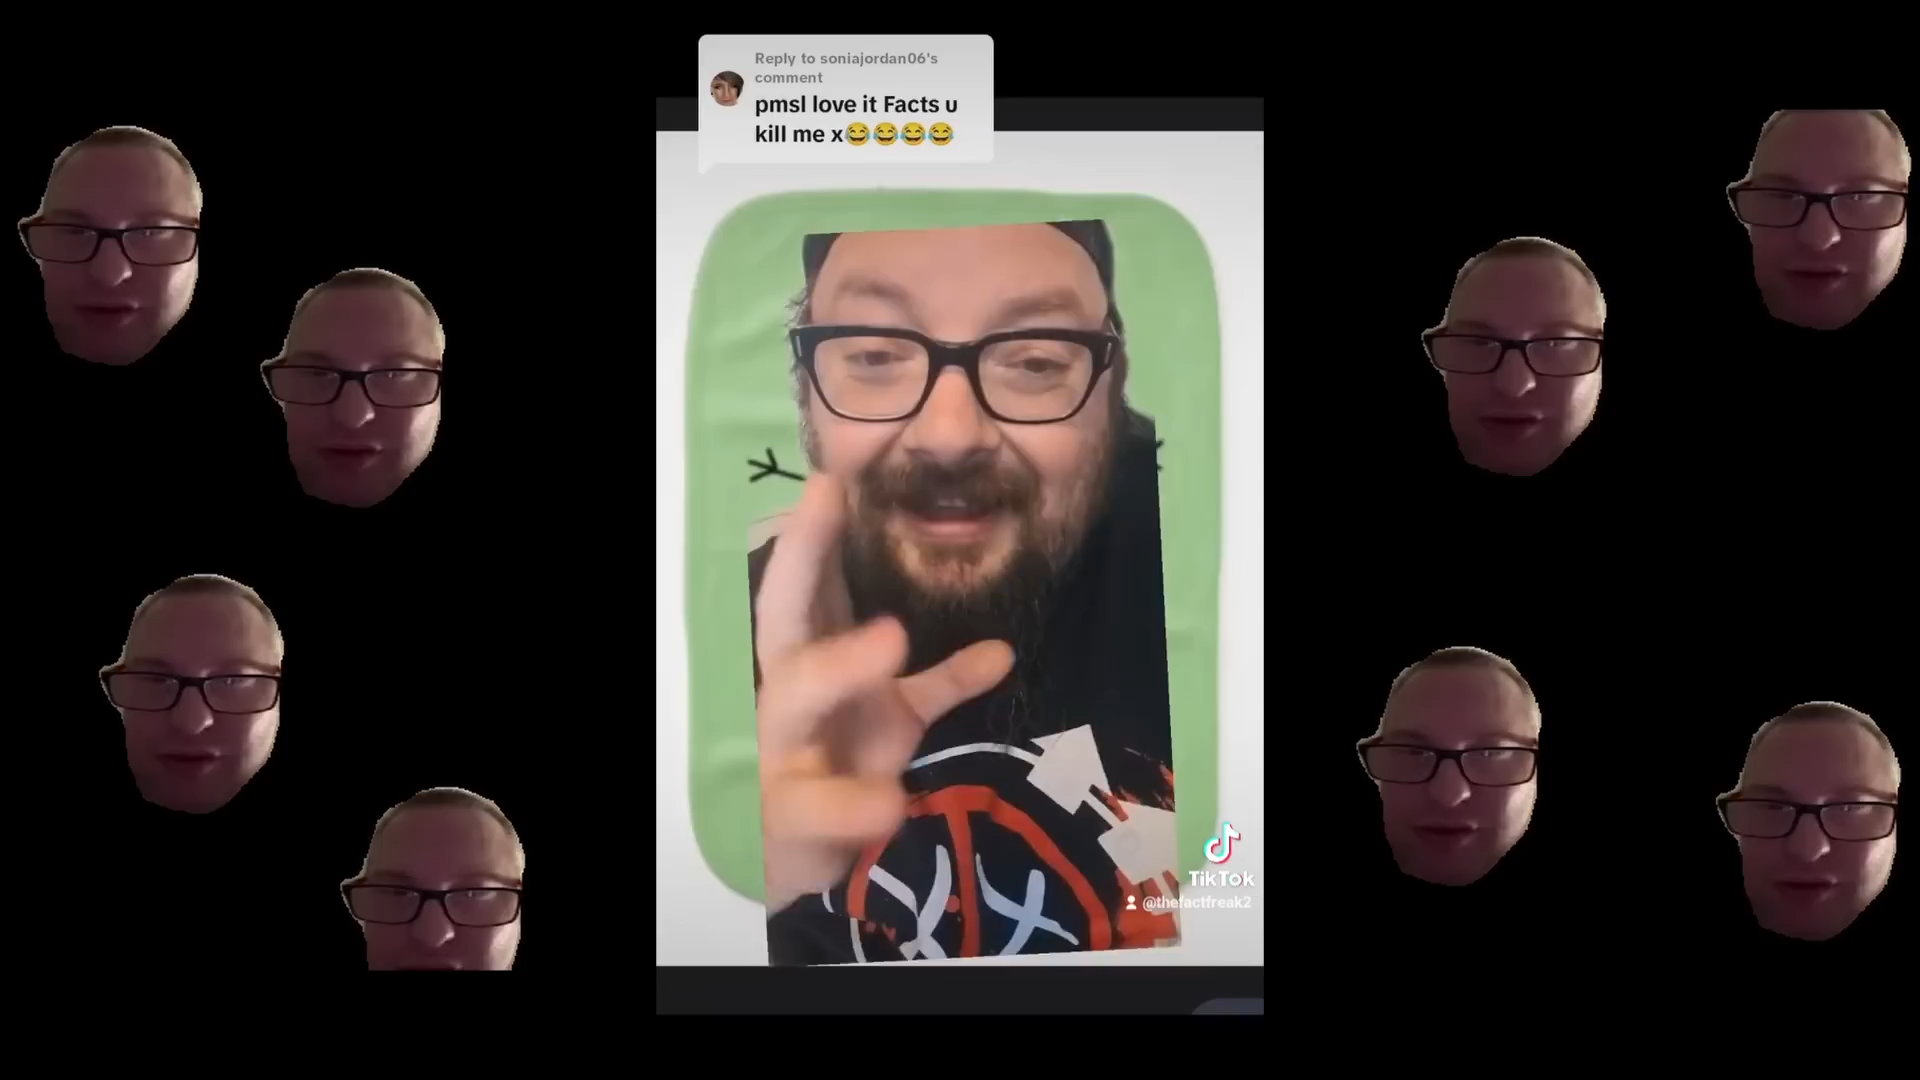 Reply to soniajordan06's
comment
pmsl love it Facts u
kill me x😂😂😂😂
TikTok
@thefactfreak2